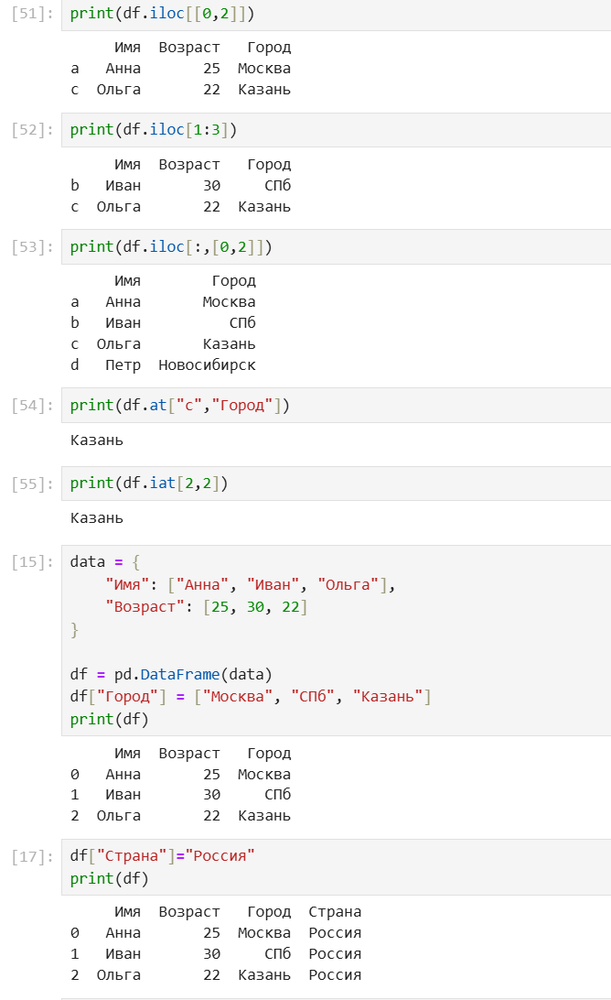 [51]: print(df.iloc[[0,2]])
Имя Возраст Город
a Анна 25 Москва
c Ольга 22 Казань
[52]: print(df.iloc[1:3])
Имя Возраст Город
b Иван 30 СПб
c Ольга 22 Казань
[53]: print(df.iloc[:,[0,2]])
Имя Город
a Анна Москва
b Иван СПб
c Ольга Казань
d Петр Новосибирск
[54]: print(df.at["c","Город"])
Казань
[55]: print(df.iat[2,2])
Казань
[15]: data = {
"Имя": ["Анна", "Иван", "Ольга"],
"Возраст": [25, 30, 22]
}
df = pd.DataFrame(data)
df["Город"] = ["Москва", "СПб", "Казань"]
print(df)
Имя Возраст Город
0 Анна 25 Москва
1 Иван 30 СПб
2 Ольга 22 Казань
[17]: df["Страна"]="Россия"
print(df)
Имя Возраст Город Страна
0 Анна 25 Москва Россия
1 Иван 30 СПб Россия
2 Ольга 22 Казань Россия